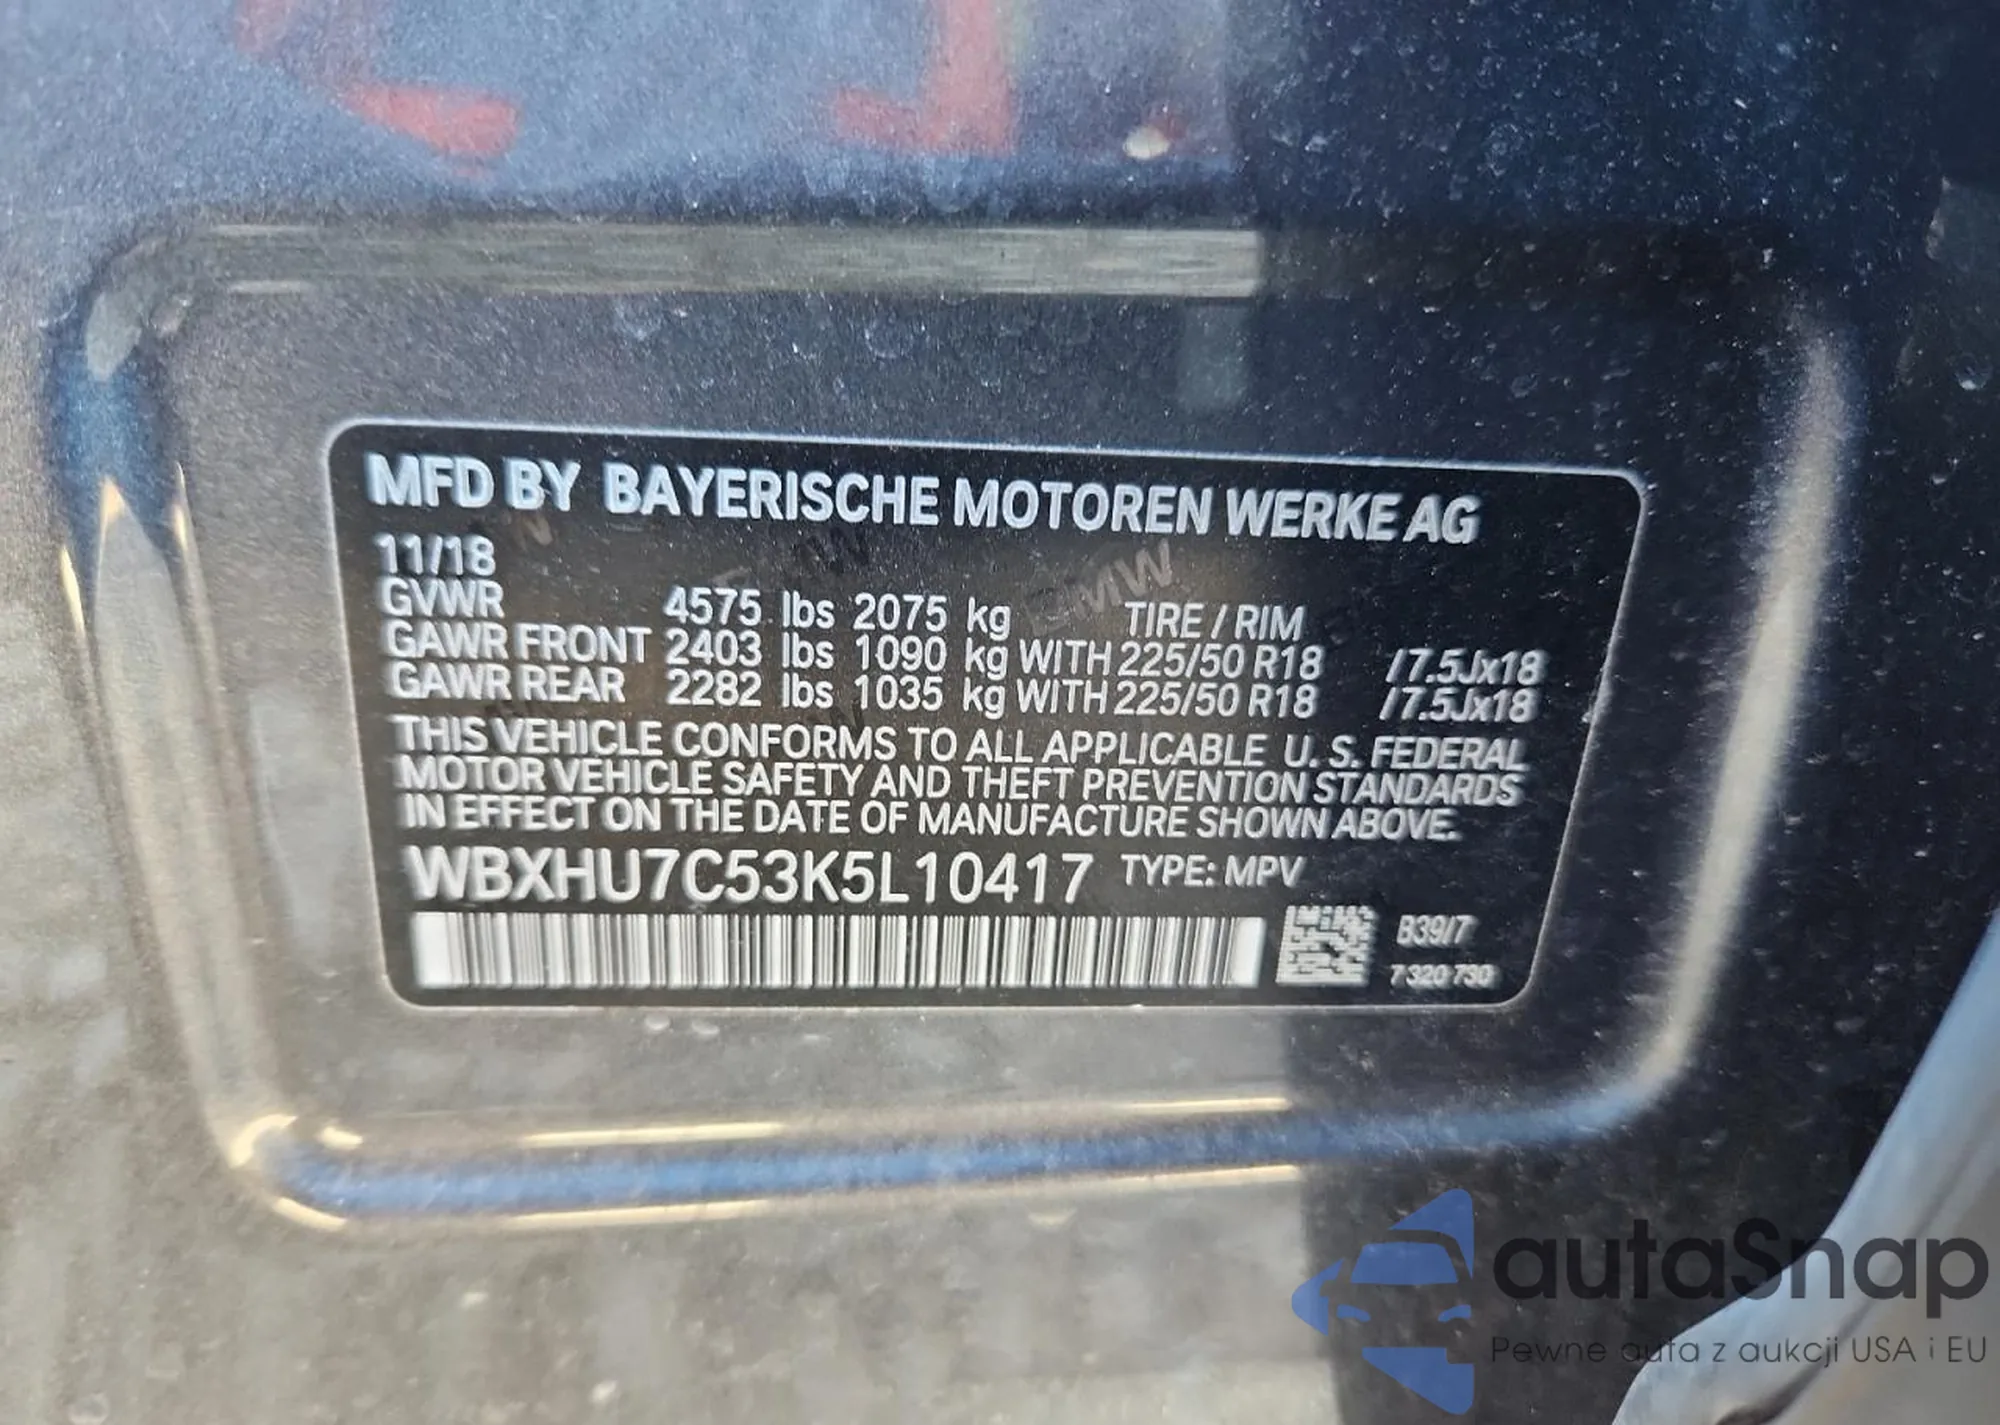 MFD BY BAYERISCHE MOTOREN WERKE AG
11/18
GVWR 4575 lbs 2075 kg TIRE / RIM
GAWR FRONT 2403 lbs 1090 kg WITH 225/50 R18 /7.5Jx18
GAWR REAR 2282 lbs 1035 kg WITH 225/50 R18 /7.5Jx18
THIS VEHICLE CONFORMS TO ALL APPLICABLE U. S. FEDERAL
MOTOR VEHICLE SAFETY AND THEFT PREVENTION STANDARDS
IN EFFECT ON THE DATE OF MANUFACTURE SHOWN ABOVE.
WBXHU7C53K5L10417 TYPE: MPV
B39/7
7 320 730
autaSnap
Pewne auta z aukcji USA i EU